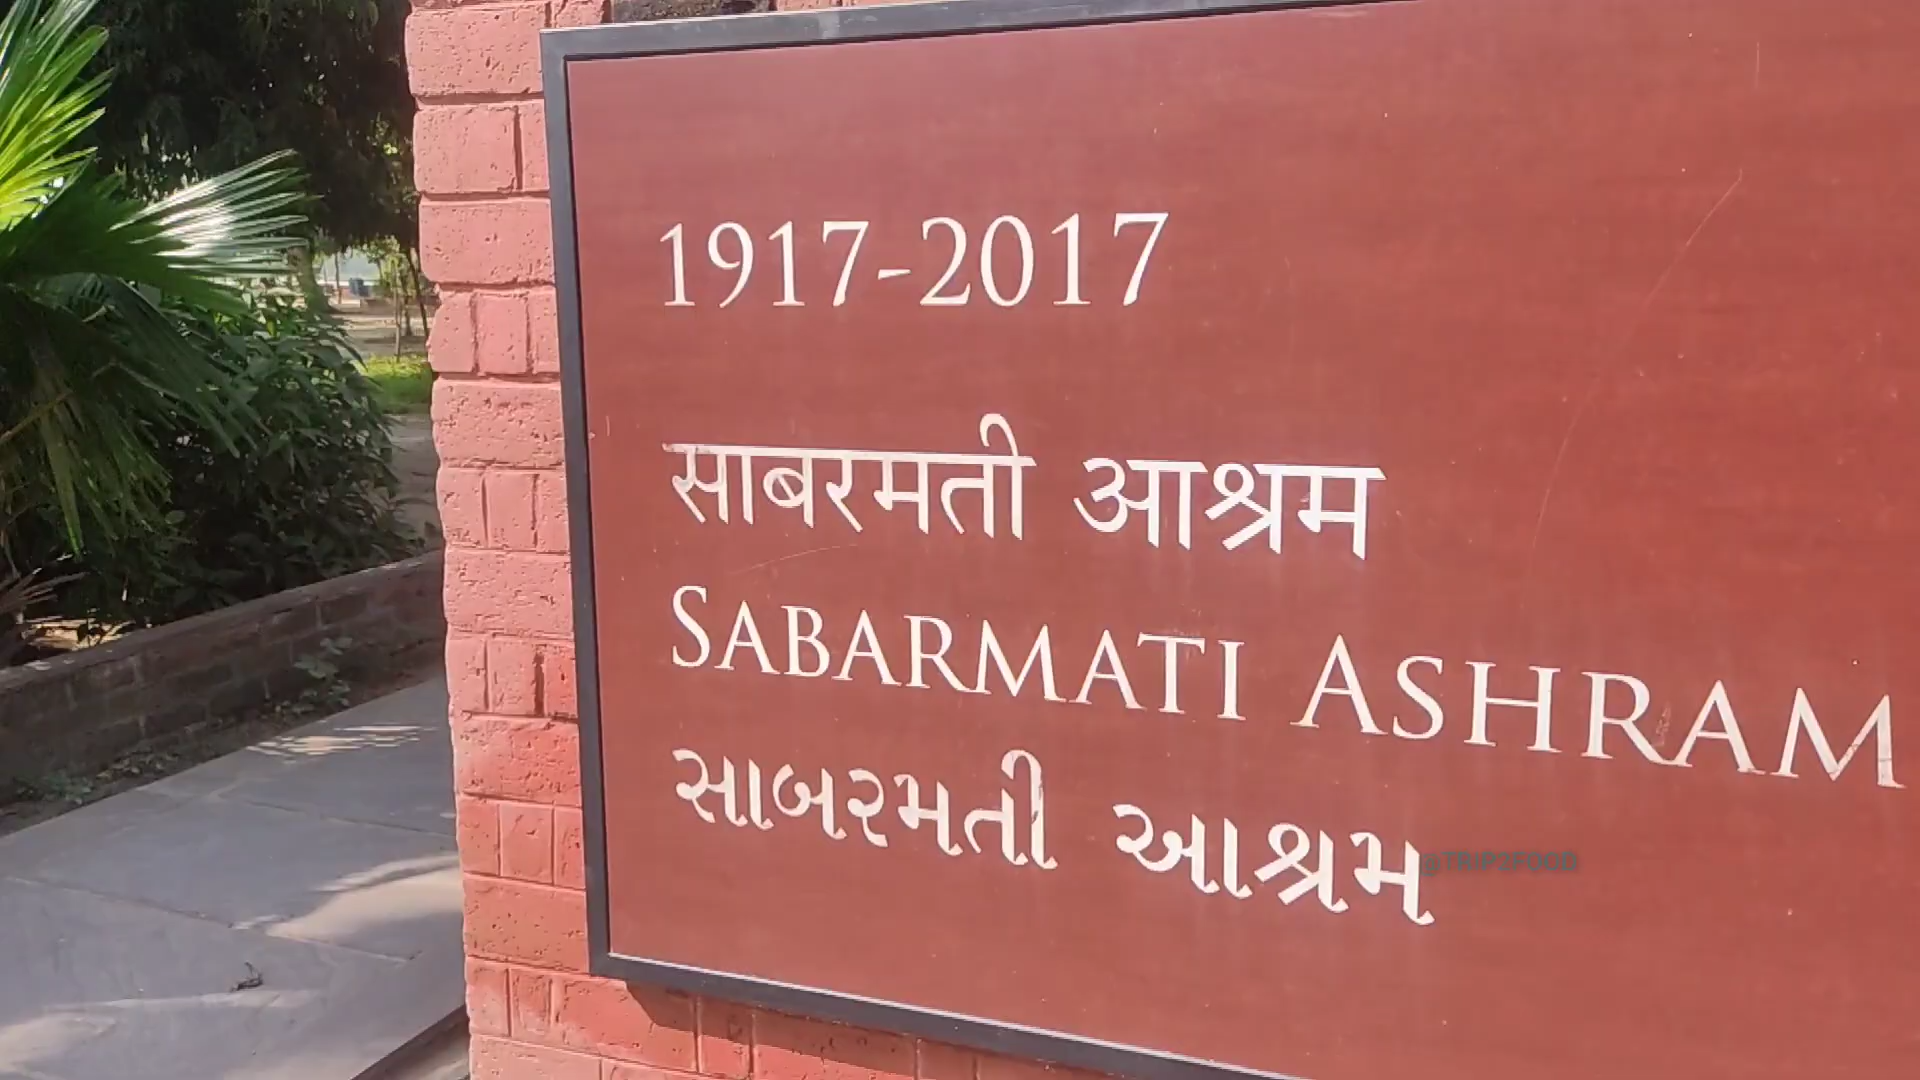 1917-2017
साबरमती आश्रम
SABARMATI ASHRAM
સાબરમતી આશ્રમ
@TRIP2FOOD